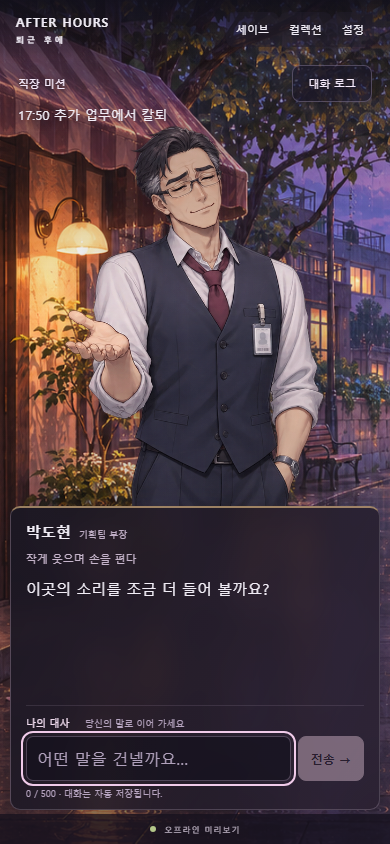 AFTER HOURS
퇴근 후에
세이브 컬렉션 설정
직장 미션
대화 로그
17:50 추가 업무에서 칼퇴
박도현 기획팀 부장
작게 웃으며 손을 편다
이곳의 소리를 조금 더 들어 볼까요?
나의 대사 당신의 말로 이어 가세요
어떤 말을 건넬까요...
전송 →
0 / 500 · 대화는 자동 저장됩니다.
오프라인 미리보기